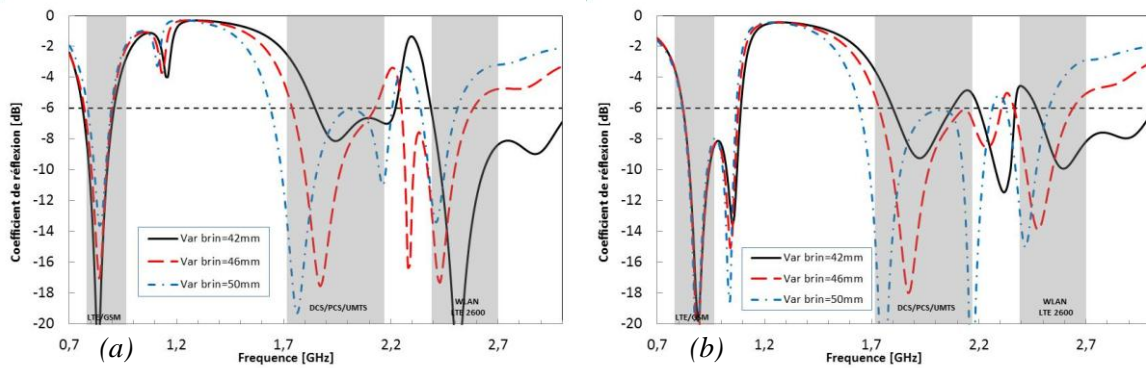 0
-2
-4
-6
-8
-10
-12
-14
-16
-18
-20
Coefficient de réflexion [dB]
Var brin=42mm
Var brin=46mm
Var brin=50mm
LTE/GSM
DCS/PCS/UMTS
WLAN
LTE 2600
0,7
1,2
1,7
2,2
2,7
(a)
Frequence [GHz]
0
-2
-4
-6
-8
-10
-12
-14
-16
-18
-20
Coefficient de réflexion [dB]
Var brin=42mm
Var brin=46mm
Var brin=50mm
LTE/GSM
DCS/PCS/UMTS
WLAN
LTE 2600
0,7
1,2
1,7
2,2
2,7
(b)
Frequence [GHz]